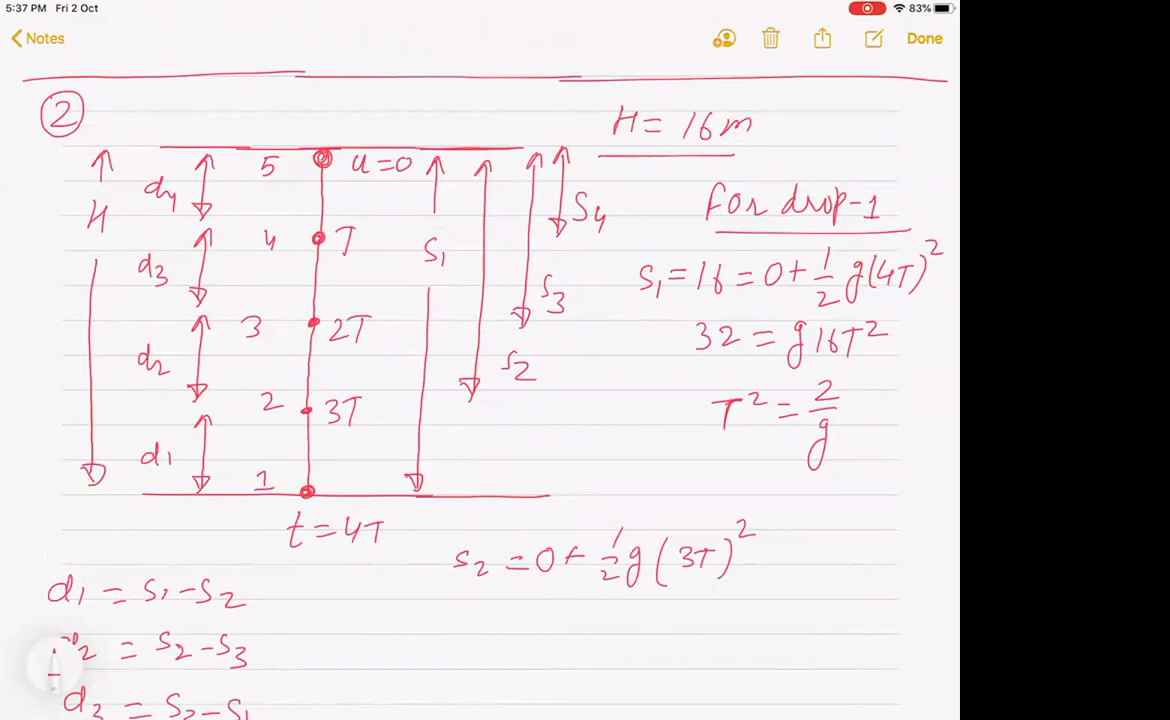 5:37 PM Fri 2 Oct
83%
Notes
Done
2
H = 16m
5 u=0
d4
H
S4
For drop-1
4 T
d3
S1
S1 = 16 = 0 + 1/2 g(4T)^2
S3
3 2T
32 = g16T^2
d2
S2
2 3T
T^2 = 2/g
d1
1
t = 4T
S2 = 0 + 1/2 g(3T)^2
d1 = S1 - S2
2 = S2 - S3
d3 =